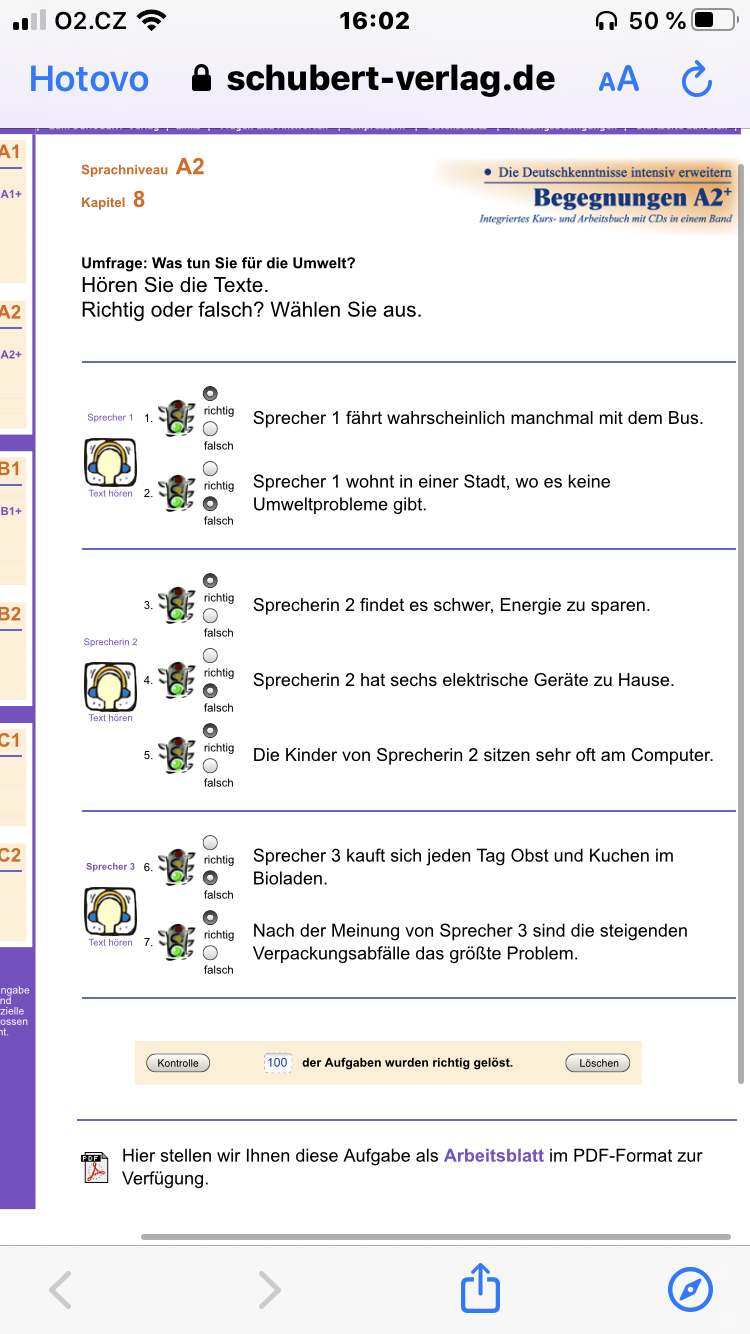 O2.CZ 16:02 50 %
Hotovo schubert-verlag.de AA
A1
A1+
A2
A2+
B1
B1+
B2
C1
C2
ngabe
nd
zielle
ossen
ht.
Sprachniveau A2
Kapitel 8
• Die Deutschkenntnisse intensiv erweitern
Begegnungen A2+
Integriertes Kurs- und Arbeitsbuch mit CDs in einem Band
Umfrage: Was tun Sie für die Umwelt?
Hören Sie die Texte.
Richtig oder falsch? Wählen Sie aus.
Sprecher 1
Text hören
1.
richtig
falsch
Sprecher 1 fährt wahrscheinlich manchmal mit dem Bus.
2.
richtig
falsch
Sprecher 1 wohnt in einer Stadt, wo es keine
Umweltprobleme gibt.
Sprecherin 2
Text hören
3.
richtig
falsch
Sprecherin 2 findet es schwer, Energie zu sparen.
4.
richtig
falsch
Sprecherin 2 hat sechs elektrische Geräte zu Hause.
5.
richtig
falsch
Die Kinder von Sprecherin 2 sitzen sehr oft am Computer.
Sprecher 3
Text hören
6.
richtig
falsch
Sprecher 3 kauft sich jeden Tag Obst und Kuchen im
Bioladen.
7.
richtig
falsch
Nach der Meinung von Sprecher 3 sind die steigenden
Verpackungsabfälle das größte Problem.
Kontrolle 100 der Aufgaben wurden richtig gelöst. Löschen
PDF
Hier stellen wir Ihnen diese Aufgabe als Arbeitsblatt im PDF-Format zur
Verfügung.